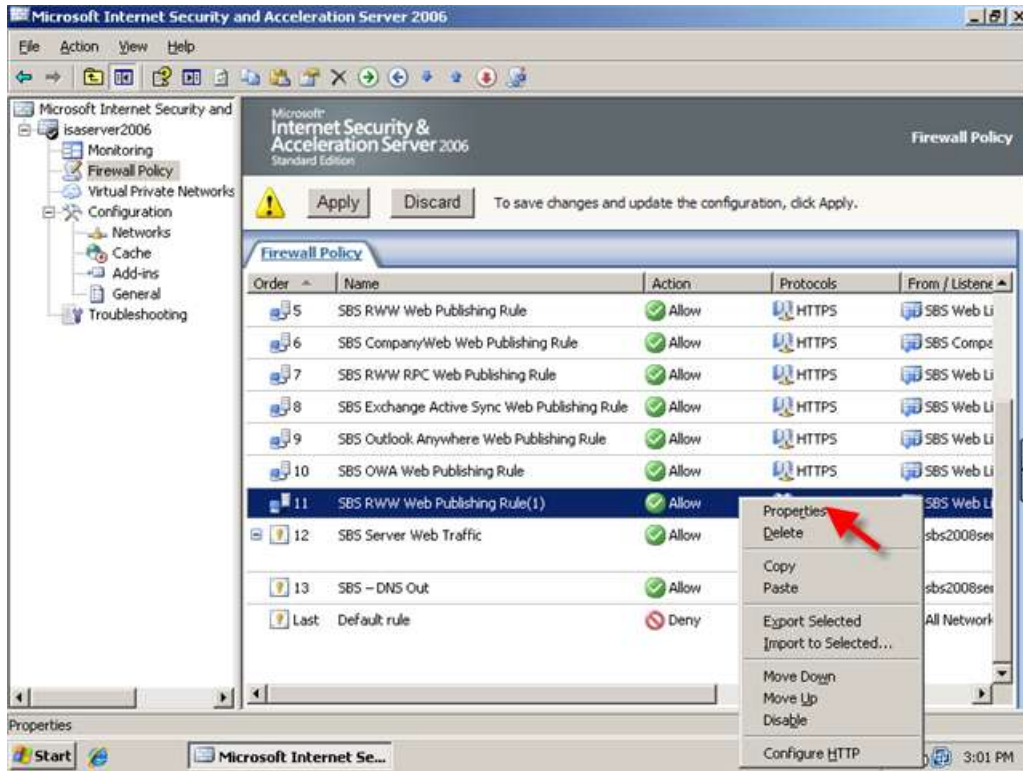 Microsoft Internet Security and Acceleration Server 2006
File Action View Help
Microsoft Internet Security and
isaserver2006
Monitoring
Firewall Policy
Virtual Private Networks
Configuration
Networks
Cache
Add-ins
General
Troubleshooting
Microsoft
Internet Security &
Acceleration Server 2006
Standard Edition
Firewall Policy
Apply Discard To save changes and update the configuration, click Apply.
Firewall Policy
Order Name Action Protocols From / Listene
5 SBS RWW Web Publishing Rule Allow HTTPS SBS Web Li
6 SBS CompanyWeb Web Publishing Rule Allow HTTPS SBS Compa
7 SBS RWW RPC Web Publishing Rule Allow HTTPS SBS Web Li
8 SBS Exchange Active Sync Web Publishing Rule Allow HTTPS SBS Web Li
9 SBS Outlook Anywhere Web Publishing Rule Allow HTTPS SBS Web Li
10 SBS OWA Web Publishing Rule Allow HTTPS SBS Web Li
11 SBS RWW Web Publishing Rule(1) Allow SBS Web Li
12 SBS Server Web Traffic Allow sbs2008ser
13 SBS – DNS Out Allow sbs2008ser
Last Default rule Deny All Network
Properties
Delete
Copy
Paste
Export Selected
Import to Selected...
Move Down
Move Up
Disable
Configure HTTP
Properties
Start Microsoft Internet Se... 3:01 PM